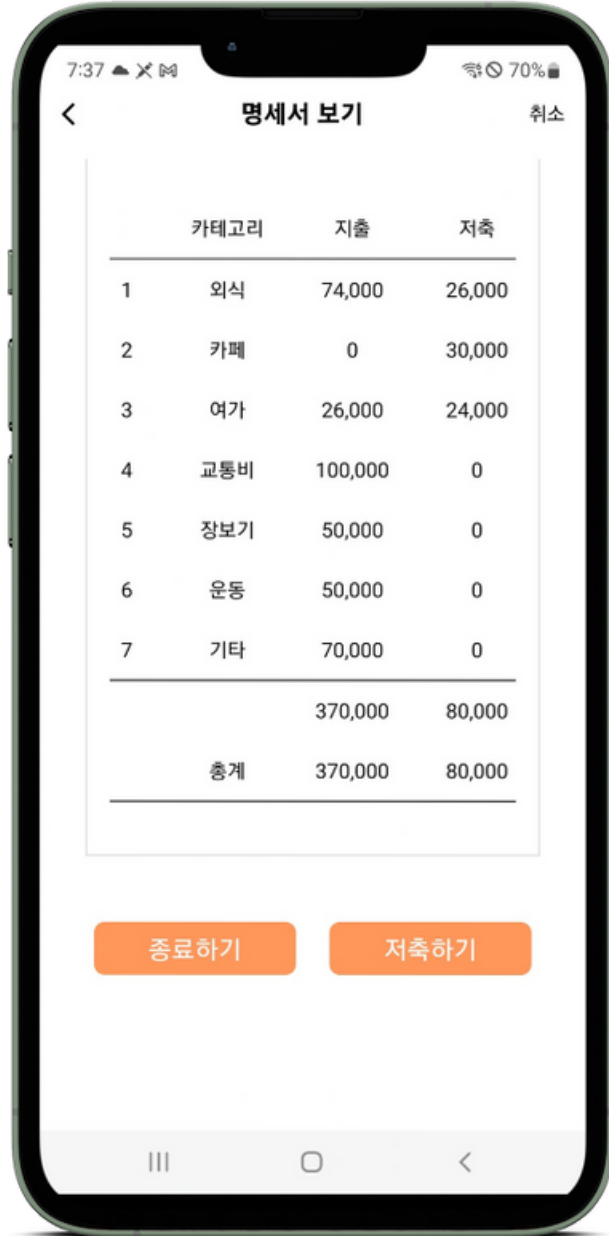 7:37 70%
명세서 보기 취소
카테고리 지출 저축
1 외식 74,000 26,000
2 카페 0 30,000
3 여가 26,000 24,000
4 교통비 100,000 0
5 장보기 50,000 0
6 운동 50,000 0
7 기타 70,000 0
370,000 80,000
총계 370,000 80,000
종료하기 저축하기